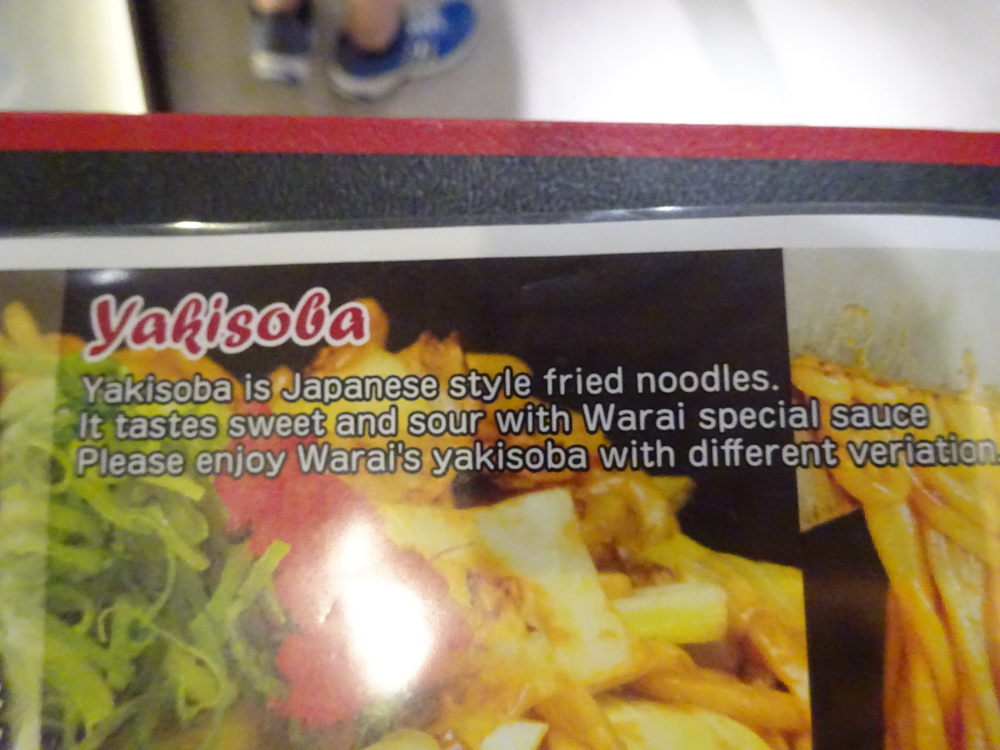 Yakisoba
Yakisoba is Japanese style fried noodles.
It tastes sweet and sour with Warai special sauce
Please enjoy Warai's yakisoba with different veriation.